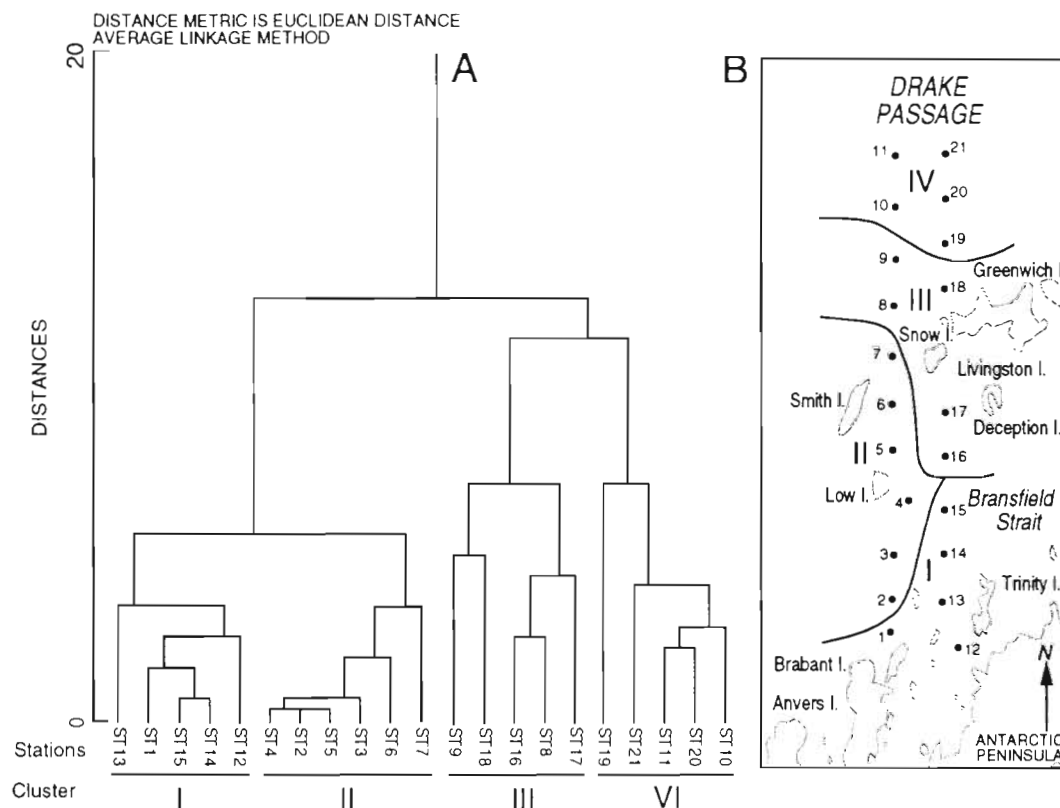 DISTANCE METRIC IS EUCLIDEAN DISTANCE
AVERAGE LINKAGE METHOD
A
20
DISTANCES
0
Stations
ST13
ST1
ST15
ST14
ST12
ST4
ST2
ST5
ST3
ST6
ST7
ST9
ST18
ST16
ST8
ST17
ST19
ST21
ST11
ST20
ST10
Cluster
I
II
III
VI
B
DRAKE
PASSAGE
11
21
IV
10
20
19
9
Greenwich I.
8
III
18
Snow I.
7
Livingston I.
Smith I.
6
17
Deception I.
5
II
16
Low I.
4
Bransfield
Strait
15
3
14
I
Trinity I.
2
13
1
12
Brabant I.
N
Anvers I.
ANTARCTIC
PENINSULA